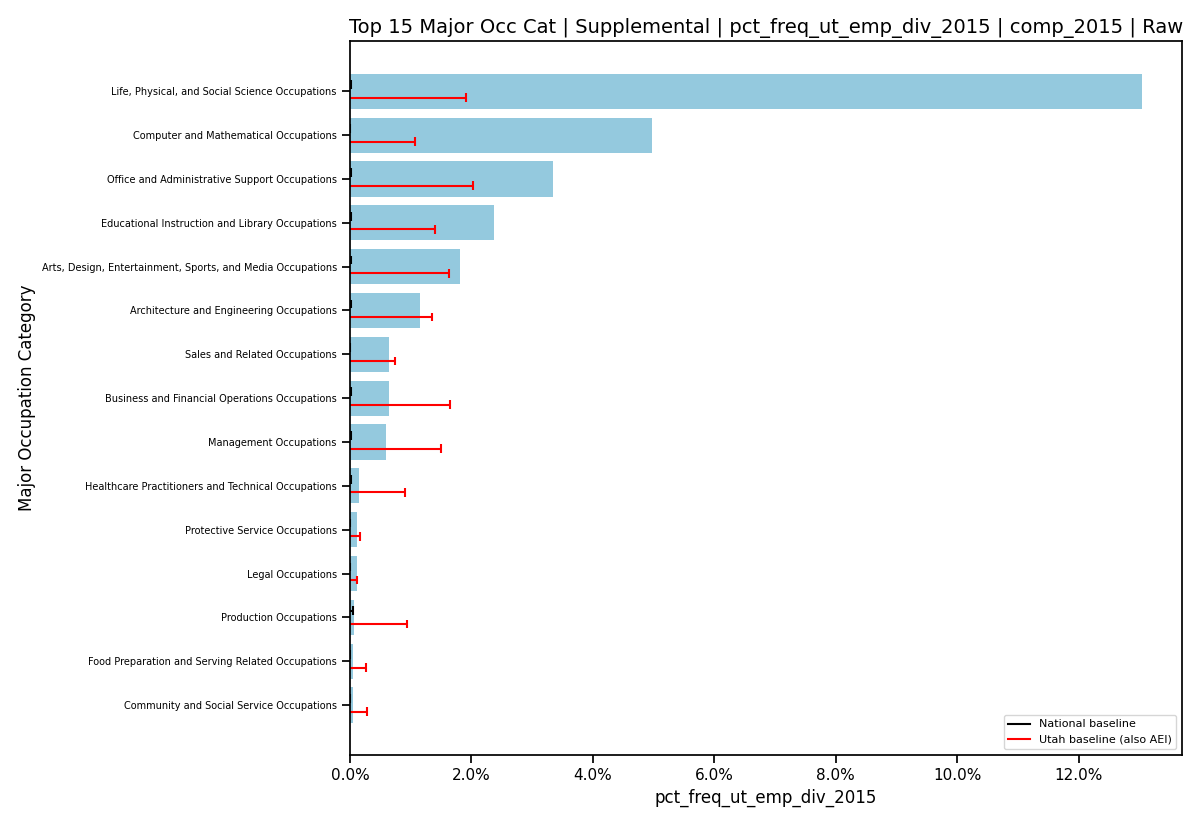 Top 15 Major Occ Cat | Supplemental | pct_freq_ut_emp_div_2015 | comp_2015 | Raw
Major Occupation Category
Life, Physical, and Social Science Occupations
Computer and Mathematical Occupations
Office and Administrative Support Occupations
Educational Instruction and Library Occupations
Arts, Design, Entertainment, Sports, and Media Occupations
Architecture and Engineering Occupations
Sales and Related Occupations
Business and Financial Operations Occupations
Management Occupations
Healthcare Practitioners and Technical Occupations
Protective Service Occupations
Legal Occupations
Production Occupations
Food Preparation and Serving Related Occupations
Community and Social Service Occupations
National baseline
Utah baseline (also AEI)
0.0% 2.0% 4.0% 6.0% 8.0% 10.0% 12.0%
pct_freq_ut_emp_div_2015